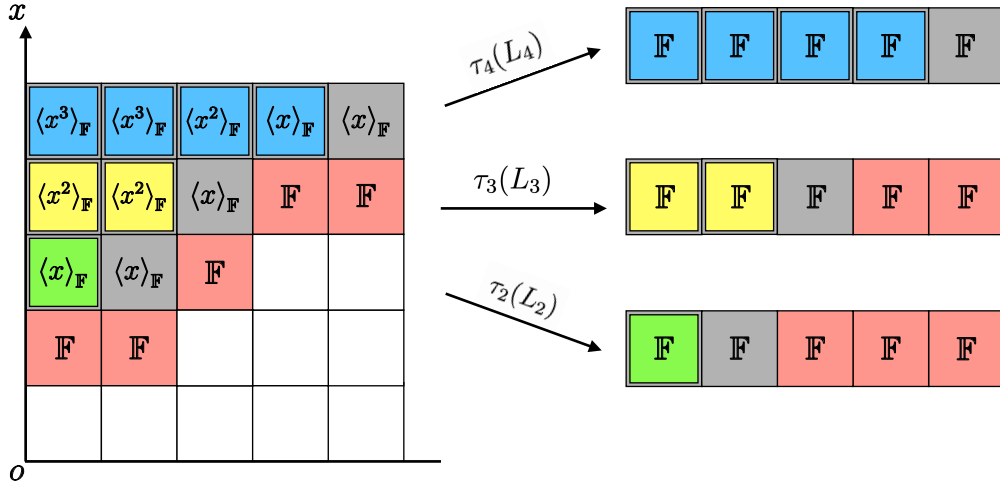 x
τ₄(L₄)
𝔽 𝔽 𝔽 𝔽 𝔽
⟨x³⟩𝔽 ⟨x³⟩𝔽 ⟨x²⟩𝔽 ⟨x⟩𝔽 ⟨x⟩𝔽
⟨x²⟩𝔽 ⟨x²⟩𝔽 ⟨x⟩𝔽 𝔽 𝔽
τ₃(L₃)
𝔽 𝔽 𝔽 𝔽 𝔽
⟨x⟩𝔽 ⟨x⟩𝔽 𝔽
τ₂(L₂)
𝔽 𝔽
𝔽 𝔽 𝔽 𝔽 𝔽
o